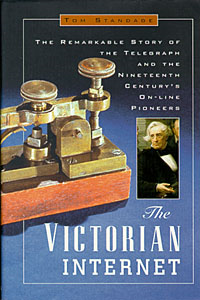 TOM STANDAGE
THE REMARKABLE STORY OF
THE TELEGRAPH
AND THE
NINETEENTH
CENTURY'S
ON-LINE
PIONEERS
The
VICTORIAN
INTERNET